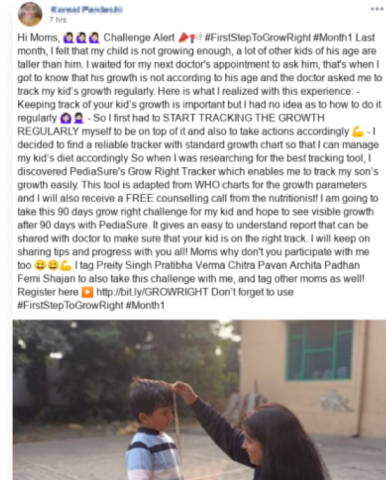 7 hrs
Hi Moms, 🙋🏻‍♀️🙋🏻‍♀️🙋🏻‍♀️ Challenge Alert 📣 #FirstStepToGrowRight #Month1 Last
month, I felt that my child is not growing enough, a lot of other kids of his age are
taller than him. I waited for my next doctor's appointment to ask him, that's when I
got to know that his growth is not according to his age and the doctor asked me to
track my kid's growth regularly. Here is what I realized with this experience: -
Keeping track of your kid's growth is important but I had no idea as to how to do it
regularly 🙆🏻‍♀️🤦🏻‍♀️ - So I first had to START TRACKING THE GROWTH
REGULARLY myself to be on top of it and also to take actions accordingly 💪 - I
decided to find a reliable tracker with standard growth chart so that I can manage
my kid's diet accordingly So when I was researching for the best tracking tool, I
discovered PediaSure's Grow Right Tracker which enables me to track my son's
growth easily. This tool is adapted from WHO charts for the growth parameters
and I will also receive a FREE counselling call from the nutritionist! I am going to
take this 90 days grow right challenge for my kid and hope to see visible growth
after 90 days with PediaSure. It gives an easy to understand report that can be
shared with doctor to make sure that your kid is on the right track. I will keep on
sharing tips and progress with you all! Moms why don't you participate with me
too 😀😀💪 I tag Preity Singh Pratibha Verma Chitra Pavan Archita Padhan
Femi Shajan to also take this challenge with me, and tag other moms as well!
Register here ▶️ http://bit.ly/GROWRIGHT Don't forget to use
#FirstStepToGrowRight #Month1